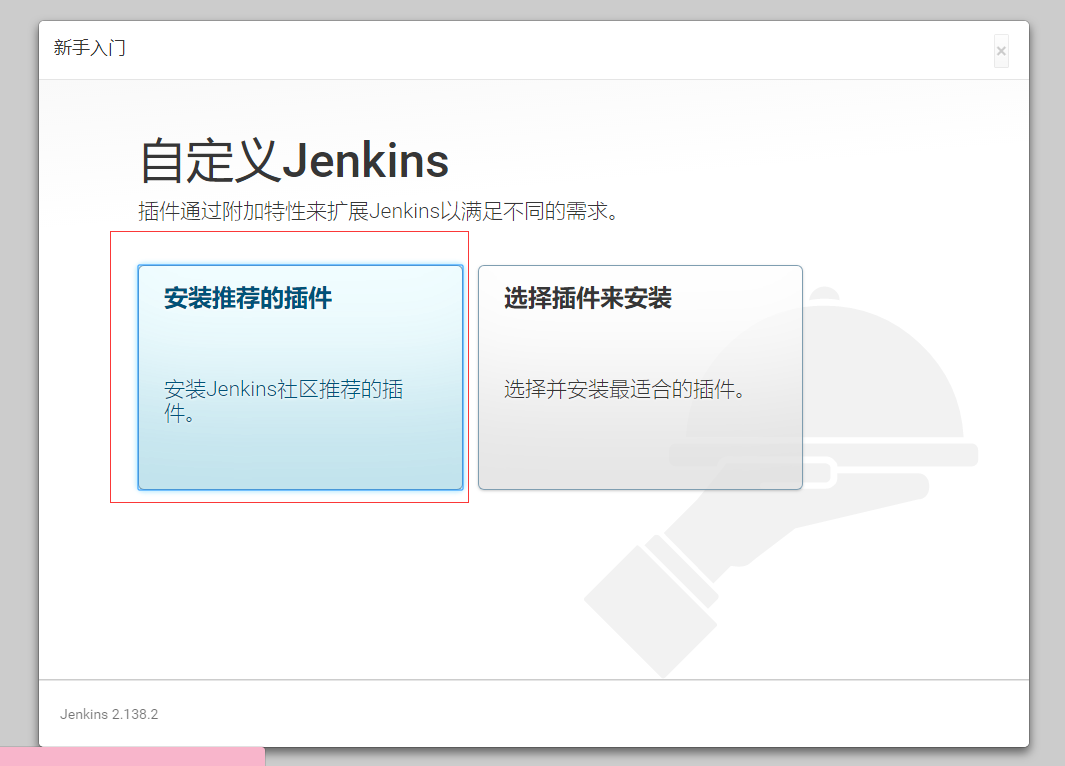 新手入门
×
自定义Jenkins
插件通过附加特性来扩展Jenkins以满足不同的需求。
安装推荐的插件
安装Jenkins社区推荐的插
件。
选择插件来安装
选择并安装最适合的插件。
Jenkins 2.138.2